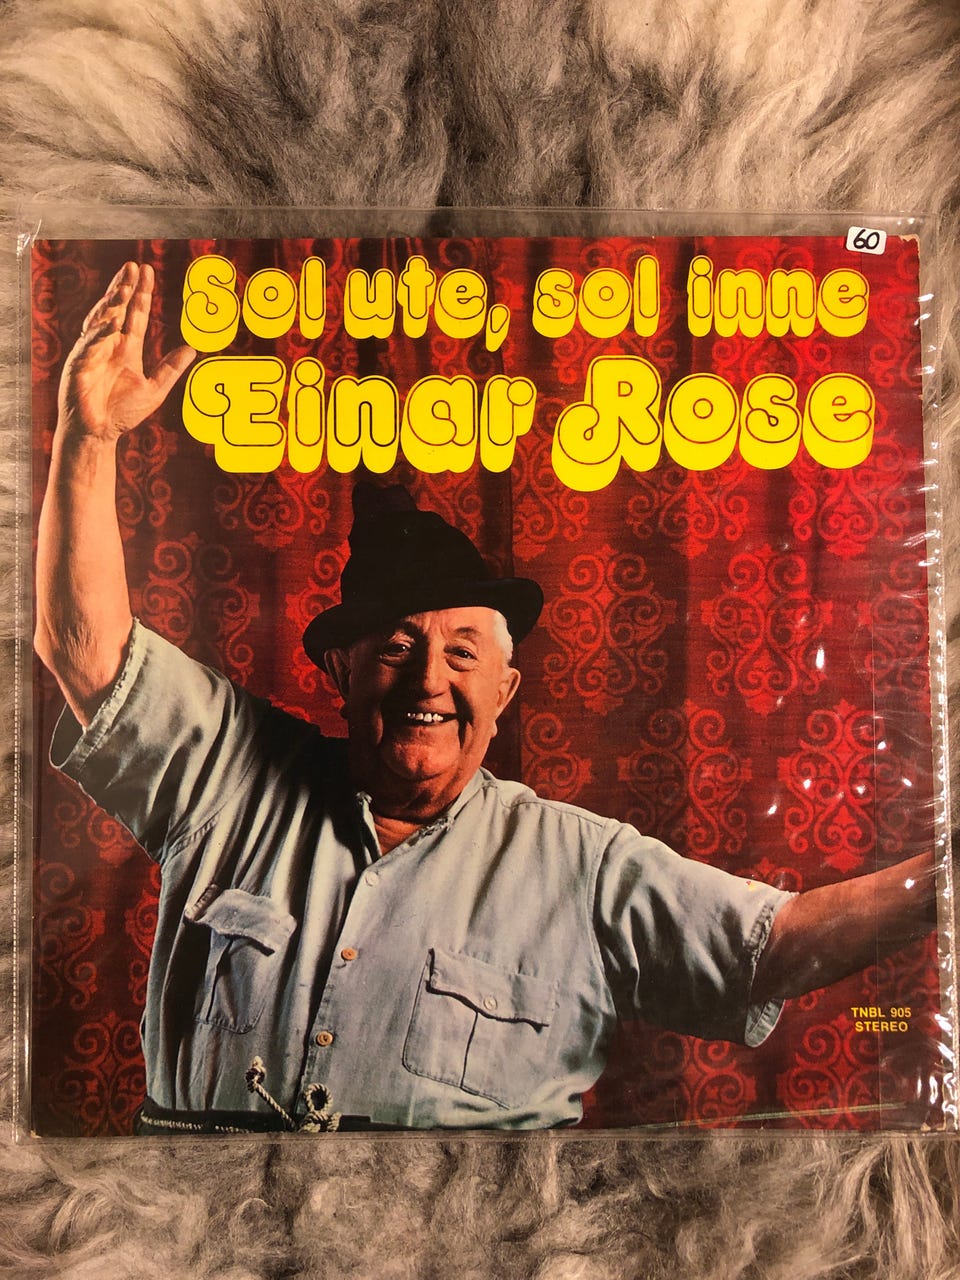 60
Sol ute, sol inne
Einar Rose
TNBL 905
STEREO